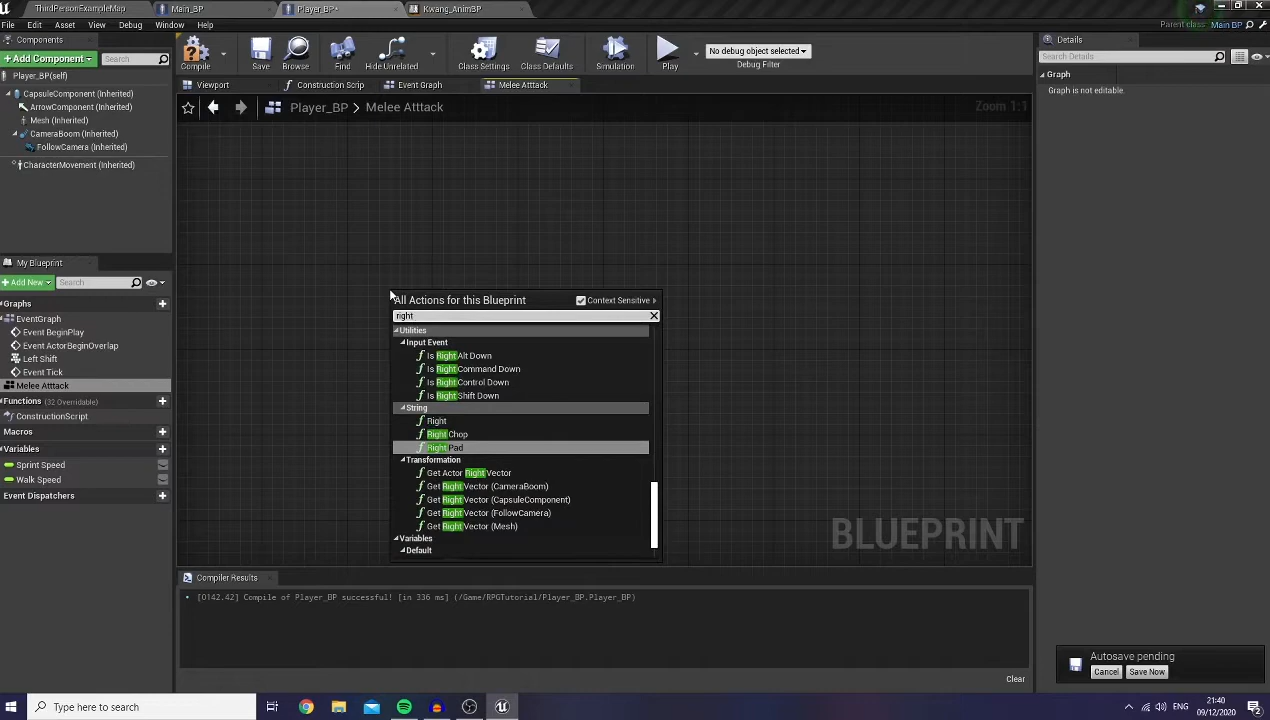 ThirdPersonExampleMap
Main_BP
Player_BP*
Kwang_AnimBP
File
Edit
Asset
View
Debug
Window
Help
Parent class: Main BP
Components
+ Add Component
Search
Player_BP(self)
CapsuleComponent (Inherited)
ArrowComponent (Inherited)
Mesh (Inherited)
CameraBoom (Inherited)
FollowCamera (Inherited)
CharacterMovement (Inherited)
My Blueprint
+ Add New
Search
Graphs
EventGraph
Event BeginPlay
Event ActorBeginOverlap
Left Shift
Event Tick
Melee Atttack
Functions (32 Overridable)
ConstructionScript
Macros
Variables
Sprint Speed
Walk Speed
Event Dispatchers
Compile
Save
Browse
Find
Hide Unrelated
Class Settings
Class Defaults
Simulation
Play
No debug object selected
Debug Filter
Viewport
Construction Scrip
Event Graph
Melee Atttack
Player_BP > Melee Atttack
Zoom 1:1
All Actions for this Blueprint
Context Sensitive
right
Utilities
Input Event
Is Right Alt Down
Is Right Command Down
Is Right Control Down
Is Right Shift Down
String
Right
Right Chop
Right Pad
Transformation
Get Actor Right Vector
Get Right Vector (CameraBoom)
Get Right Vector (CapsuleComponent)
Get Right Vector (FollowCamera)
Get Right Vector (Mesh)
Variables
Default
BLUEPRINT
Compiler Results
[0142.42] Compile of Player_BP successful! [in 336 ms] (/Game/RPGTutorial/Player_BP.Player_BP)
Clear
Details
Search Details
Graph
Graph is not editable.
Autosave pending
Cancel
Save Now
Type here to search
ENG
21:40
09/12/2020